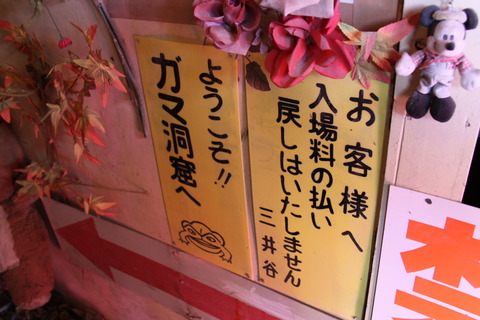 お客様へ
入場料の払い
戻しはいたしません
三井谷
ようこそ!!
ガマ洞窟へ